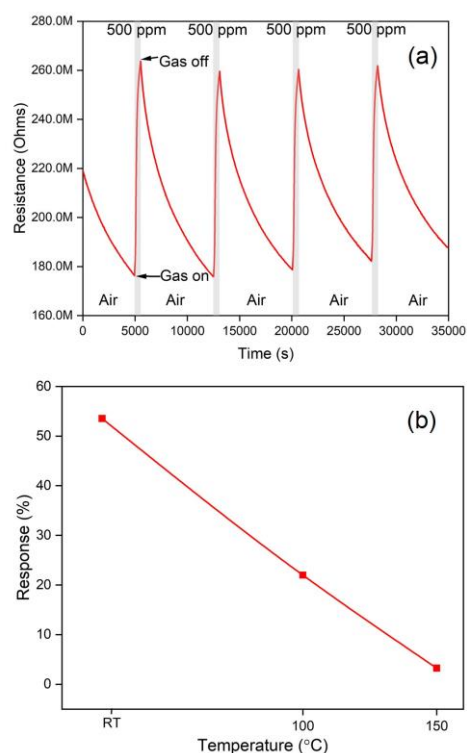 280.0M
260.0M
240.0M
220.0M
200.0M
180.0M
160.0M
Resistance (Ohms)
500 ppm 500 ppm 500 ppm 500 ppm
(a)
Gas off
Gas on
Air Air Air Air Air
0 5000 10000 15000 20000 25000 30000 35000
Time (s)
60
50
40
30
20
10
0
Response (%)
(b)
RT 100 150
Temperature (°C)